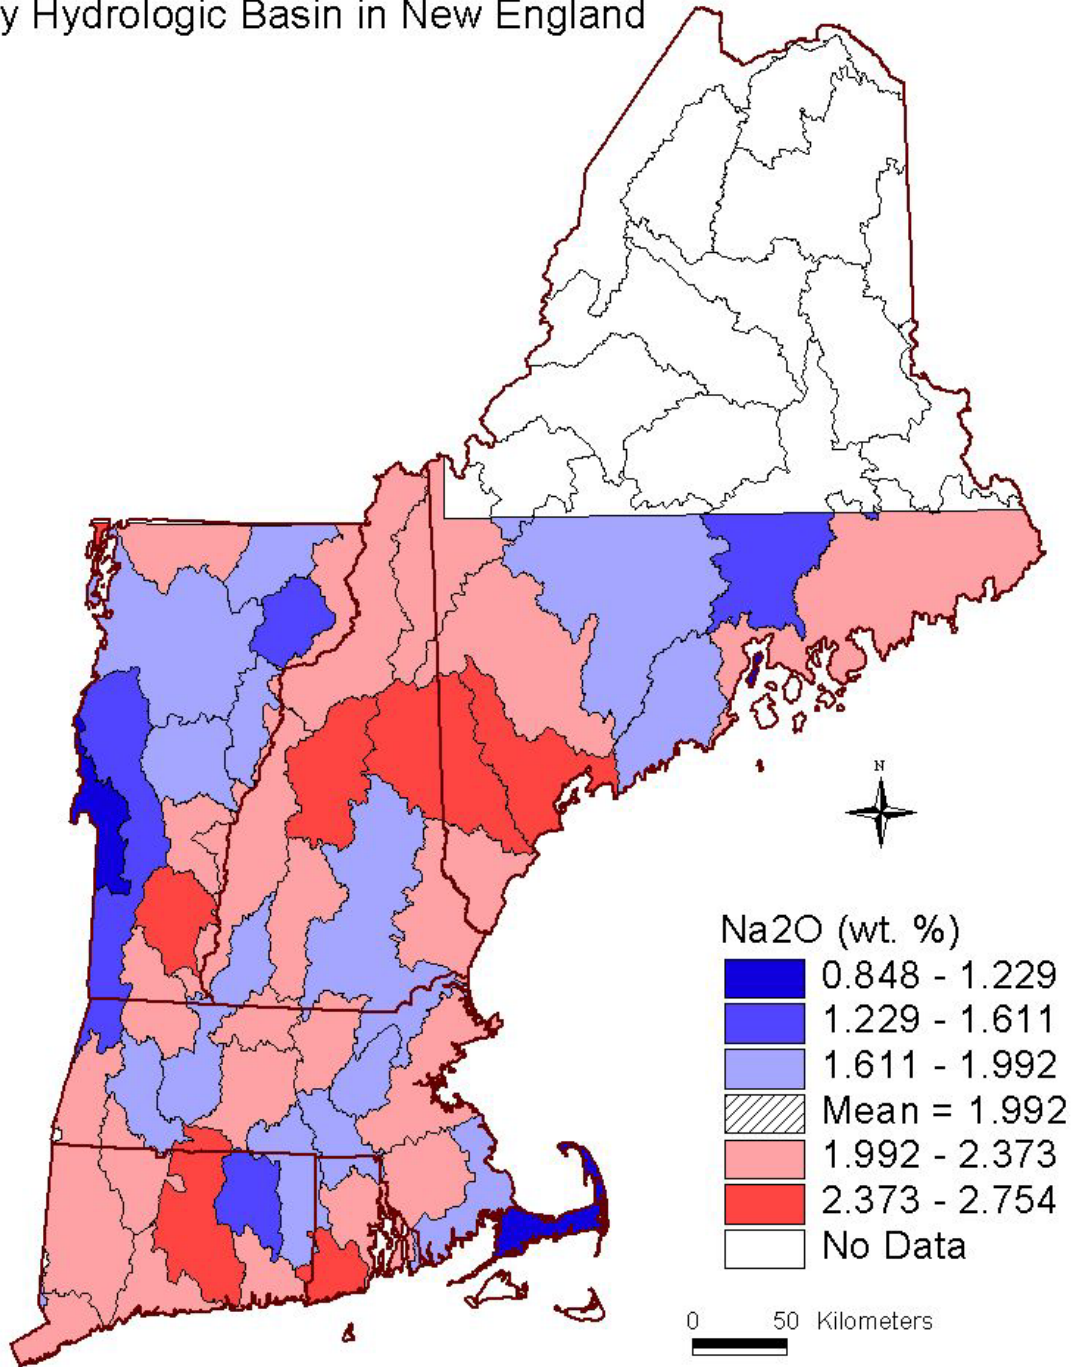 y Hydrologic Basin in New England
N
Na2O (wt. %)
0.848 - 1.229
1.229 - 1.611
1.611 - 1.992
Mean = 1.992
1.992 - 2.373
2.373 - 2.754
No Data
0 50 Kilometers